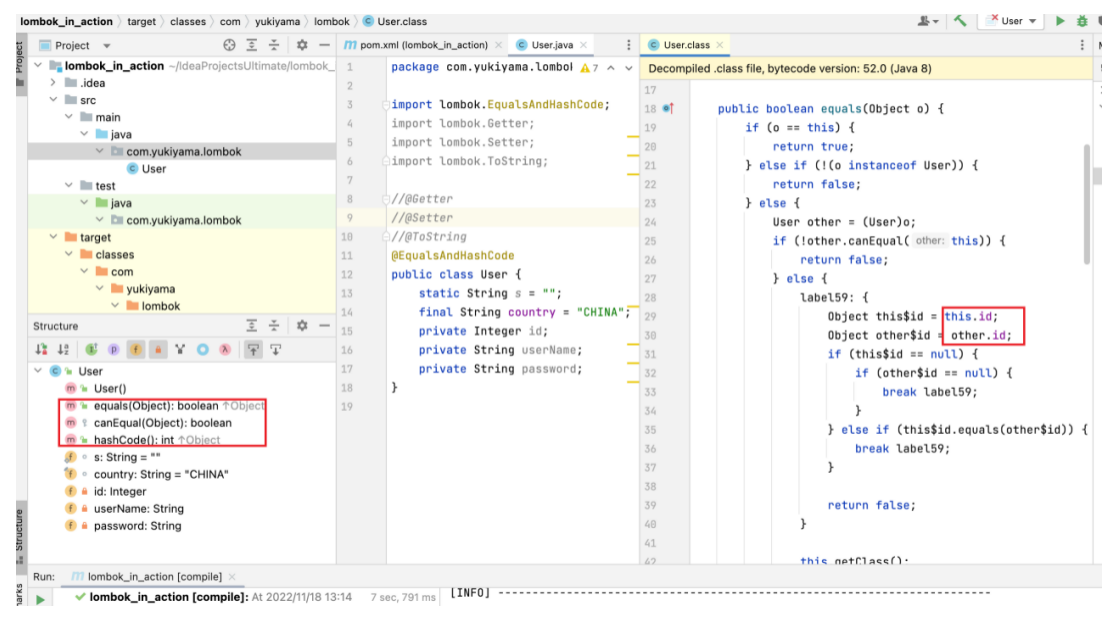 lombok_in_action 〉 target 〉 classes 〉 com 〉 yukiyama 〉 lombok 〉 User.class
User
Project
Project
lombok_in_action ~/IdeaProjectsUltimate/lombok_
.idea
src
main
java
com.yukiyama.lombok
User
test
java
com.yukiyama.lombok
target
classes
com
yukiyama
lombok
Structure
User
User()
equals(Object): boolean ↑Object
canEqual(Object): boolean
hashCode(): int ↑Object
s: String = ""
country: String = "CHINA"
id: Integer
userName: String
password: String
Structure
pom.xml (lombok_in_action)
User.java
7
1 package com.yukiyama.lombok
2
3 import lombok.EqualsAndHashCode;
4 import lombok.Getter;
5 import lombok.Setter;
6 import lombok.ToString;
7
8 //@Getter
9 //@Setter
10 //@ToString
11 @EqualsAndHashCode
12 public class User {
13 static String s = "";
14 final String country = "CHINA";
15 private Integer id;
16 private String userName;
17 private String password;
18 }
19
User.class
Decompiled .class file, bytecode version: 52.0 (Java 8)
17
18 public boolean equals(Object o) {
19 if (o == this) {
20 return true;
21 } else if (!(o instanceof User)) {
22 return false;
23 } else {
24 User other = (User)o;
25 if (!other.canEqual( other: this)) {
26 return false;
27 } else {
28 label59: {
29 Object this$id = this.id;
30 Object other$id = other.id;
31 if (this$id == null) {
32 if (other$id == null) {
33 break label59;
34 }
35 } else if (this$id.equals(other$id)) {
36 break label59;
37 }
38
39 return false;
40 }
41
42 this.getClass();
Run: lombok_in_action [compile]
lombok_in_action [compile]: At 2022/11/18 13:14 7 sec, 791 ms
[INFO] ------------------------------------------------------------------------